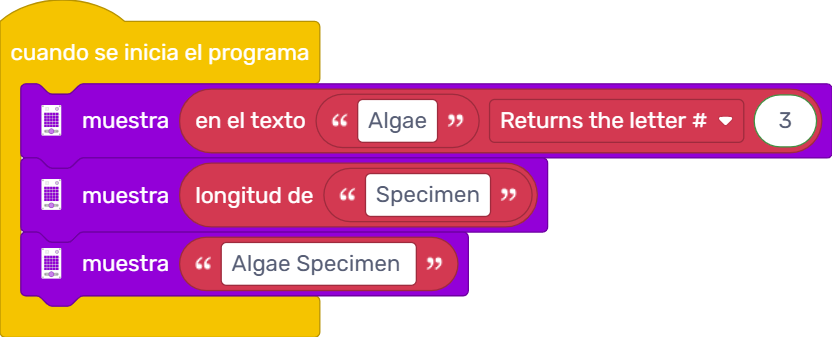 cuando se inicia el programa
muestra en el texto “ Algae ” Returns the letter # 3
muestra longitud de “ Specimen ”
muestra “ Algae Specimen ”